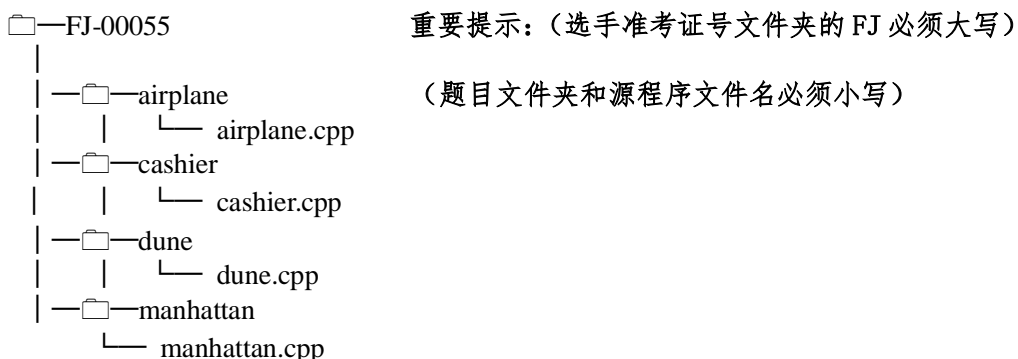 FJ-00055 重要提示:(选手准考证号文件夹的 FJ 必须大写)
airplane (题目文件夹和源程序文件名必须小写)
airplane.cpp
cashier
cashier.cpp
dune
dune.cpp
manhattan
manhattan.cpp